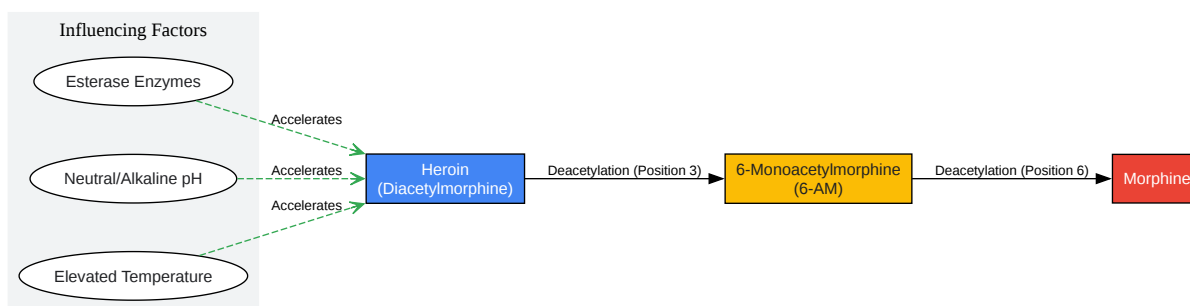 Influencing Factors
Esterase Enzymes
Accelerates
Neutral/Alkaline pH
Accelerates
Accelerates
Elevated Temperature
Heroin
(Diacetylmorphine)
Deacetylation (Position 3)
6-Monoacetylmorphine
(6-AM)
Deacetylation (Position 6)
Morphine